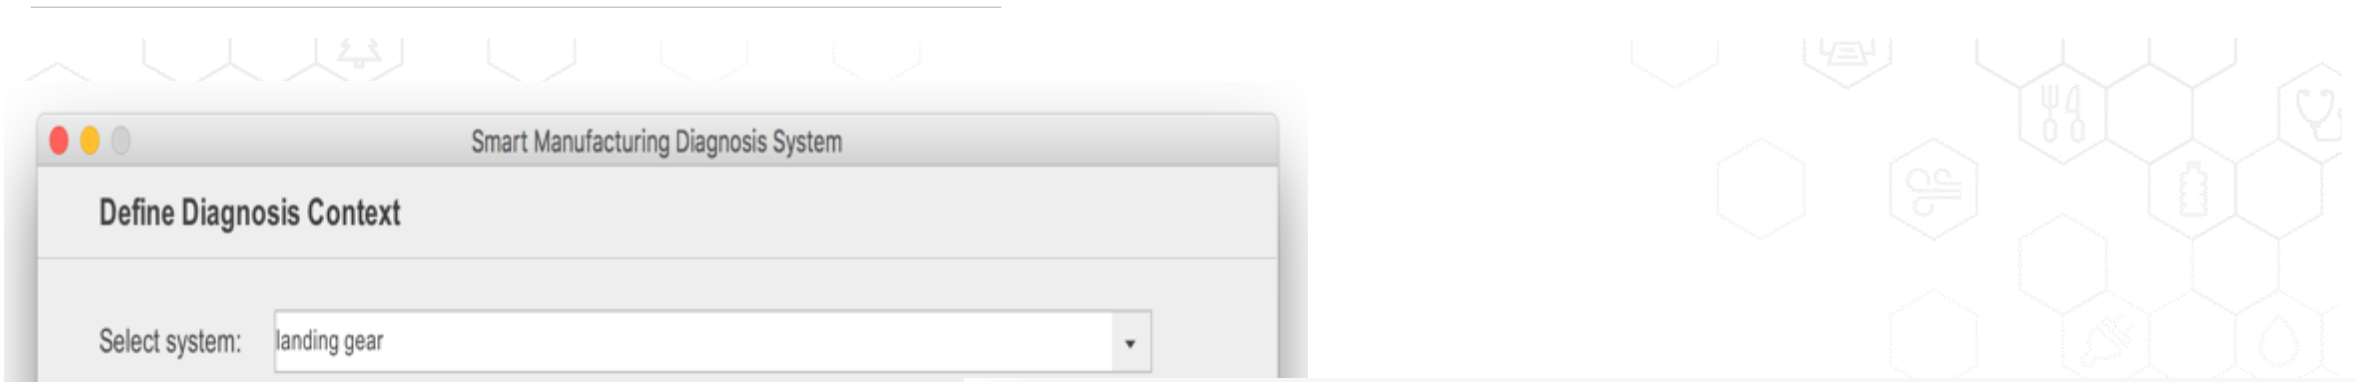 Smart Manufacturing Diagnosis System
Define Diagnosis Context
Select system: landing gear